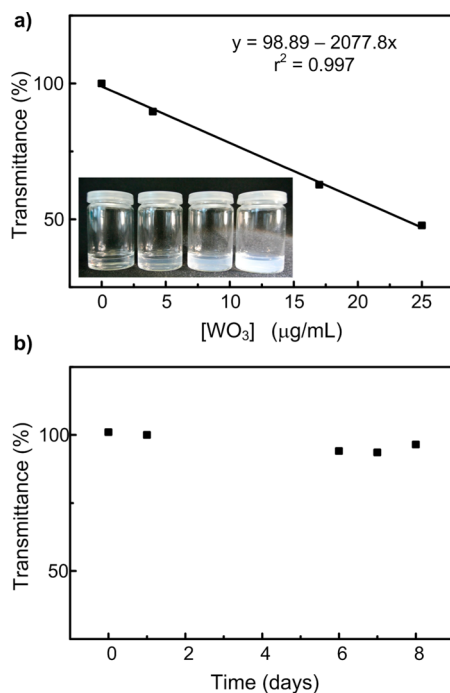 a)
y = 98.89 – 2077.8x
r² = 0.997
Transmittance (%)
100
50
0
5
10
15
20
25
[WO₃] (μg/mL)
b)
Transmittance (%)
100
50
0
2
4
6
8
Time (days)